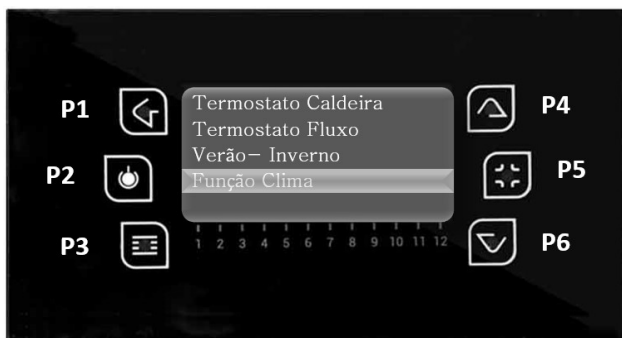 P1
P2
P3
Termostato Caldeira
Termostato Fluxo
Verão- Inverno
Função Clima
1 2 3 4 5 6 7 8 9 10 11 12
P4
P5
P6